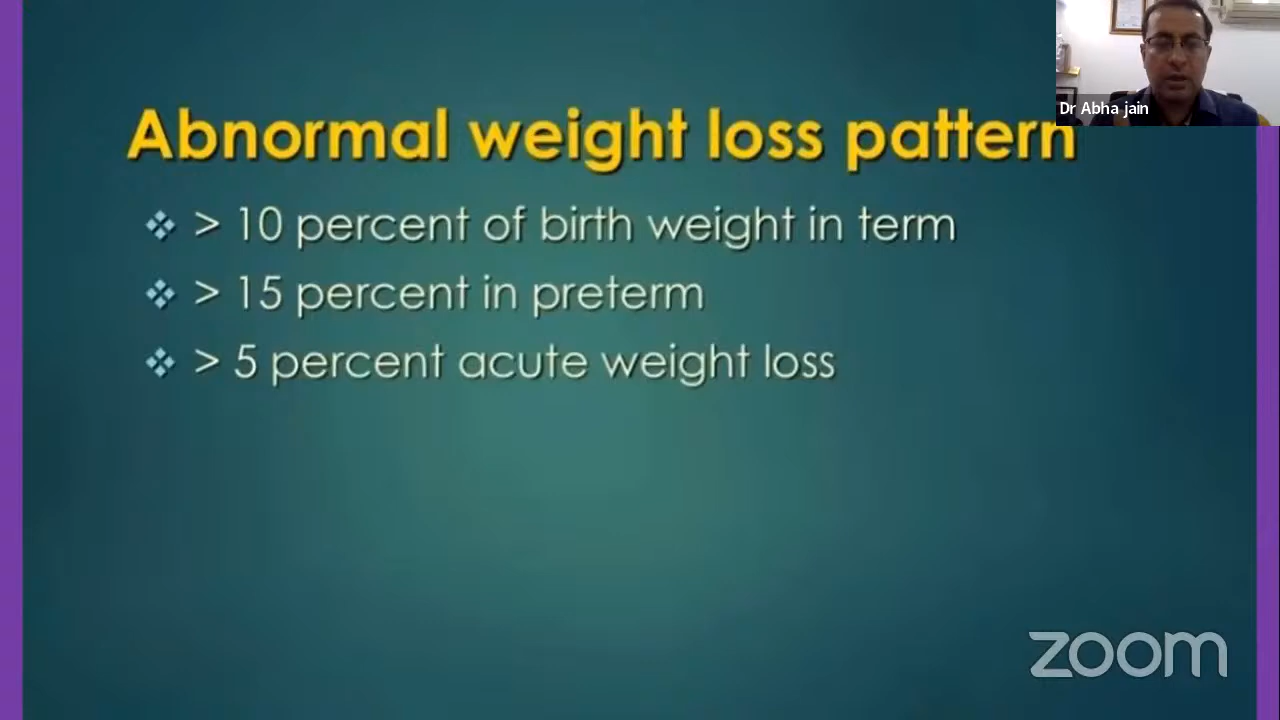 Dr Abha jain
Abnormal weight loss pattern
> 10 percent of birth weight in term
> 15 percent in preterm
> 5 percent acute weight loss
zoom